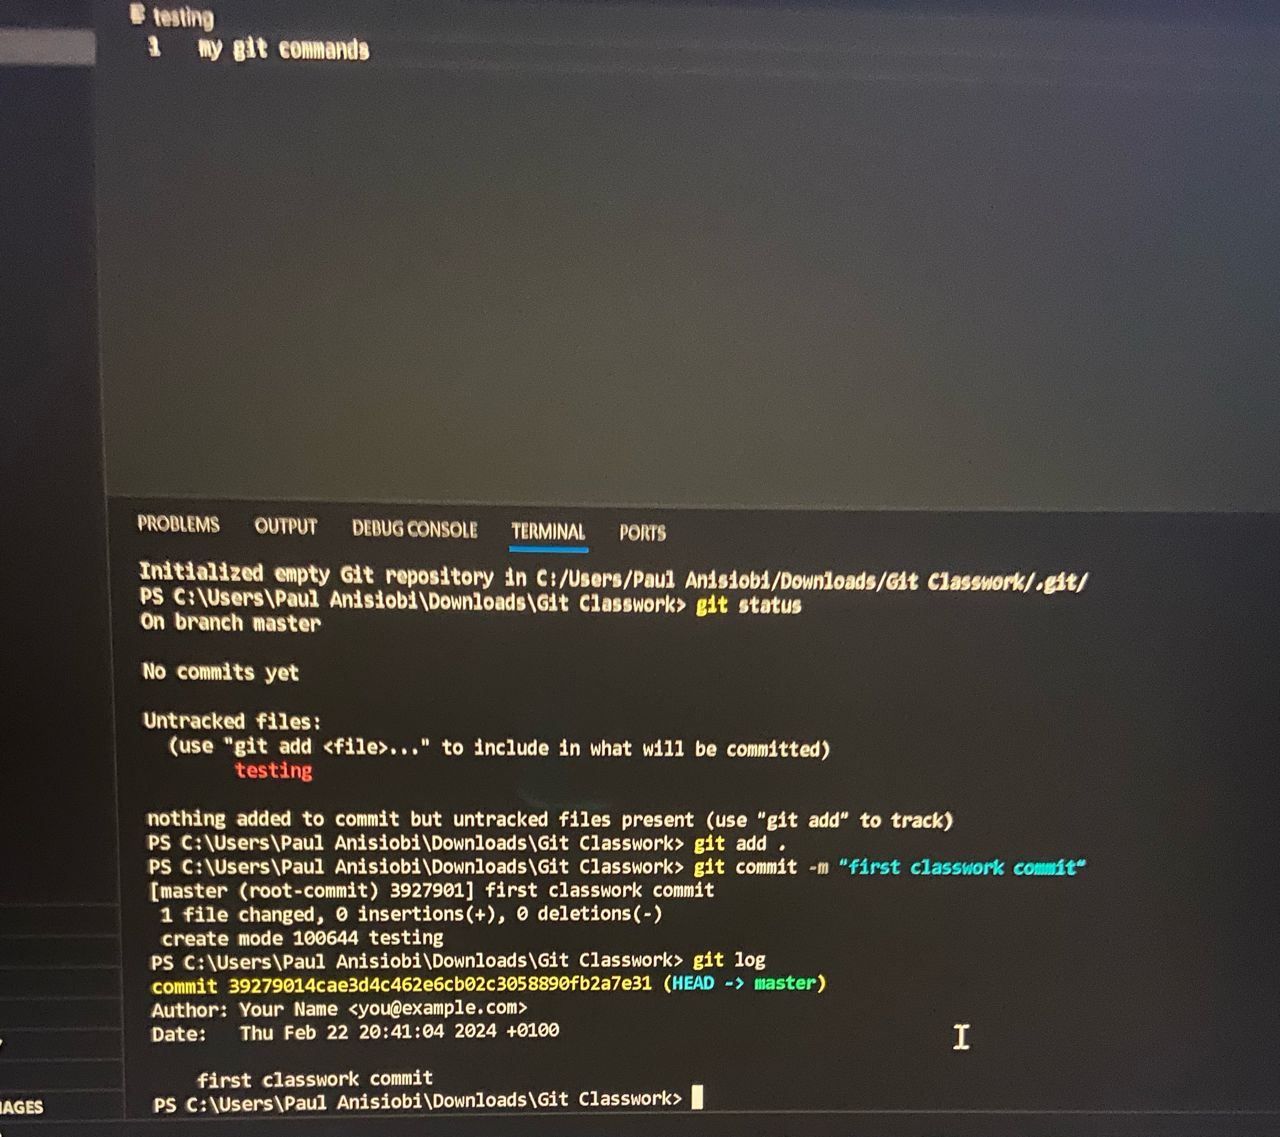 testing
1 my git commands
PROBLEMS OUTPUT DEBUG CONSOLE TERMINAL PORTS
Initialized empty Git repository in C:/Users/Paul Anisiobi/Downloads/Git Classwork/.git/
PS C:\Users\Paul Anisiobi\Downloads\Git Classwork> git status
On branch master
No commits yet
Untracked files:
(use "git add <file>..." to include in what will be committed)
testing
nothing added to commit but untracked files present (use "git add" to track)
PS C:\Users\Paul Anisiobi\Downloads\Git Classwork> git add .
PS C:\Users\Paul Anisiobi\Downloads\Git Classwork> git commit -m "first classwork commit"
[master (root-commit) 3927901] first classwork commit
1 file changed, 0 insertions(+), 0 deletions(-)
create mode 100644 testing
PS C:\Users\Paul Anisiobi\Downloads\Git Classwork> git log
commit 39279014cae3d4c462e6cb02c3058890fb2a7e31 (HEAD -> master)
Author: Your Name <you@example.com>
Date: Thu Feb 22 20:41:04 2024 +0100
first classwork commit
PS C:\Users\Paul Anisiobi\Downloads\Git Classwork>